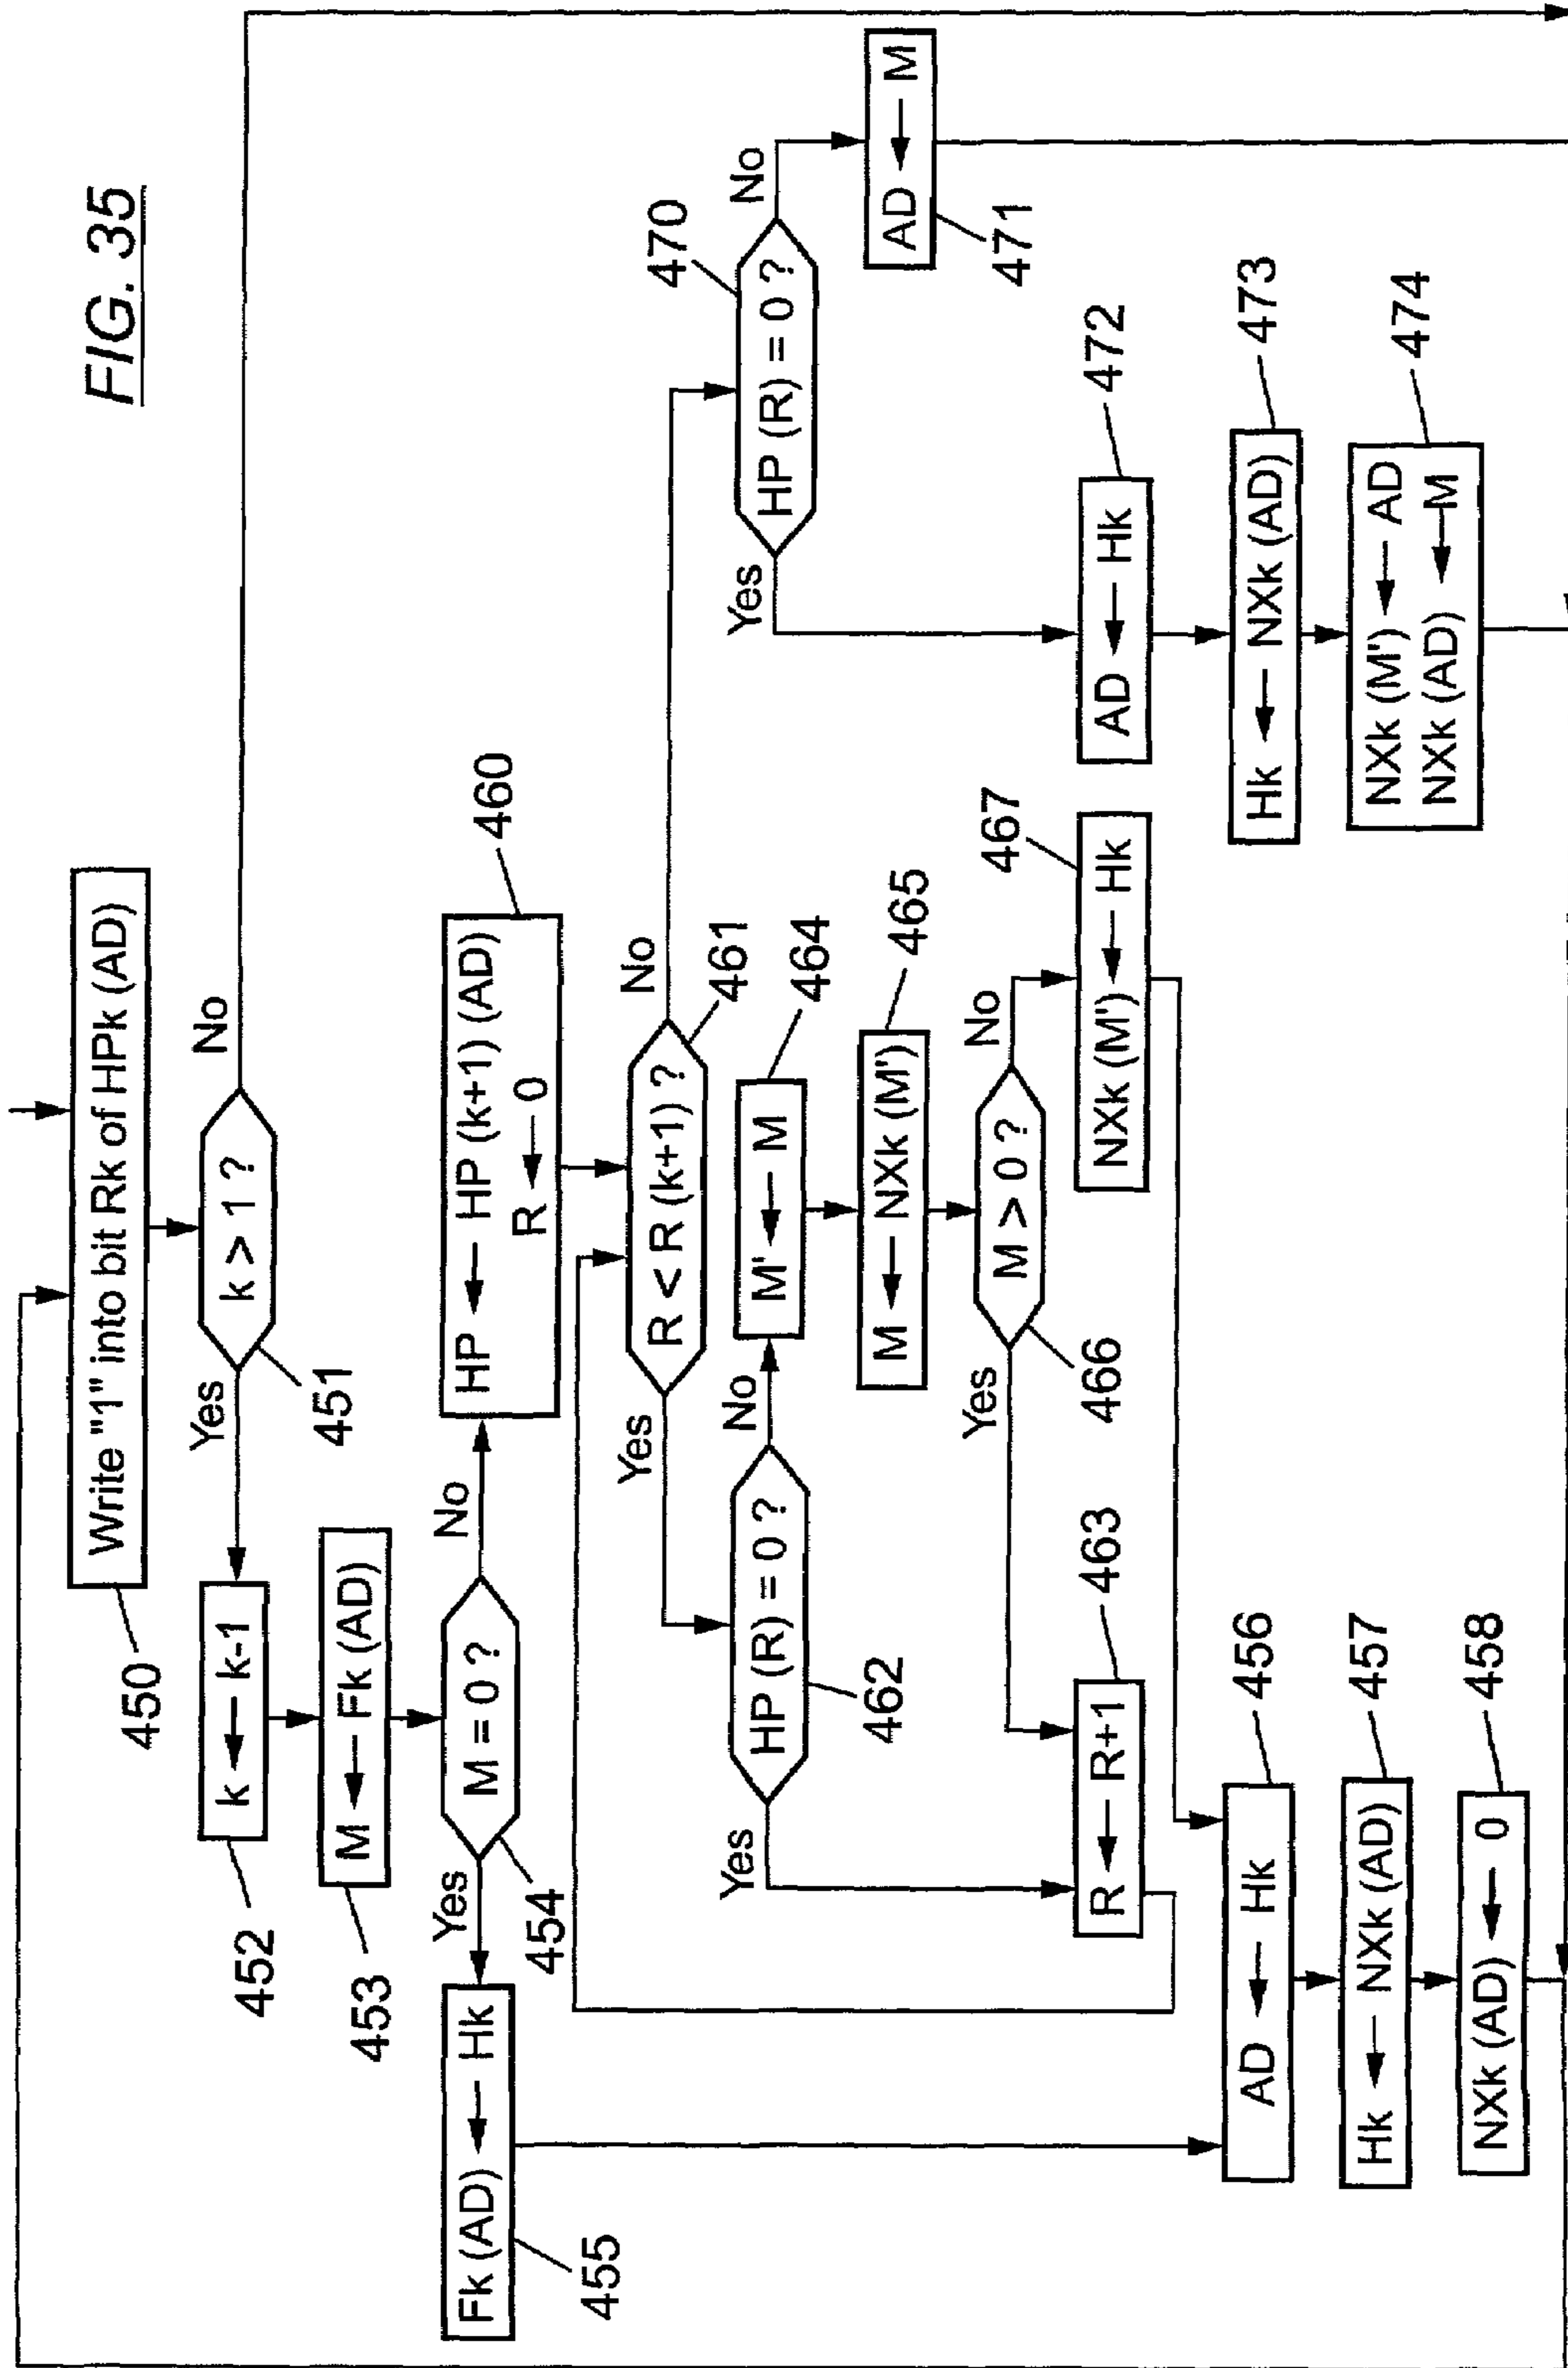 FIG. 35
Write "1" into bit Rk of HPk (AD)
450
k > 1 ?
451
Yes
No
k ← k-1
452
M ← Fk (AD)
453
M = 0 ?
454
Yes
No
Fk (AD) ← Hk
455
HP ← HP (k+1) (AD)
R ← 0
460
R < R (k+1) ?
461
Yes
No
HP (R) = 0 ?
462
Yes
No
M' ← M
464
M ← NXk (M')
465
M > 0 ?
466
Yes
No
R ← R+1
463
NXk (M') ← Hk
467
HP (R) = 0 ?
470
Yes
No
AD ← M
471
AD ← Hk
472
Hk ← NXk (AD)
473
NXk (M') ← AD
NXk (AD) ← M
474
AD ← Hk
456
Hk ← NXk (AD)
457
NXk (AD) ← 0
458